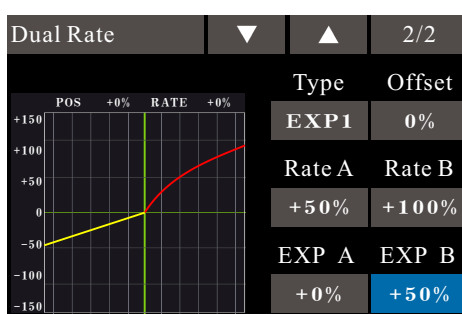 Dual Rate ▼ ▲ 2/2
Type Offset
POS +0% RATE +0%
EXP1 0%
+150
+100
+50
0
-50
-100
-150
Rate A Rate B
+50% +100%
EXP A EXP B
+0% +50%